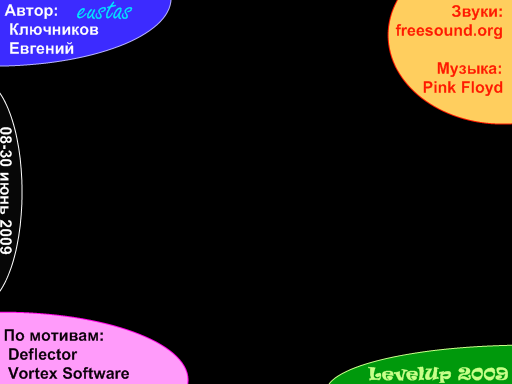 Автор: eustas
Ключников
Евгений
Звуки:
freesound.org
Музыка:
Pink Floyd
08-30 июнь 2009
По мотивам:
Deflector
Vortex Software
LevelUp 2009